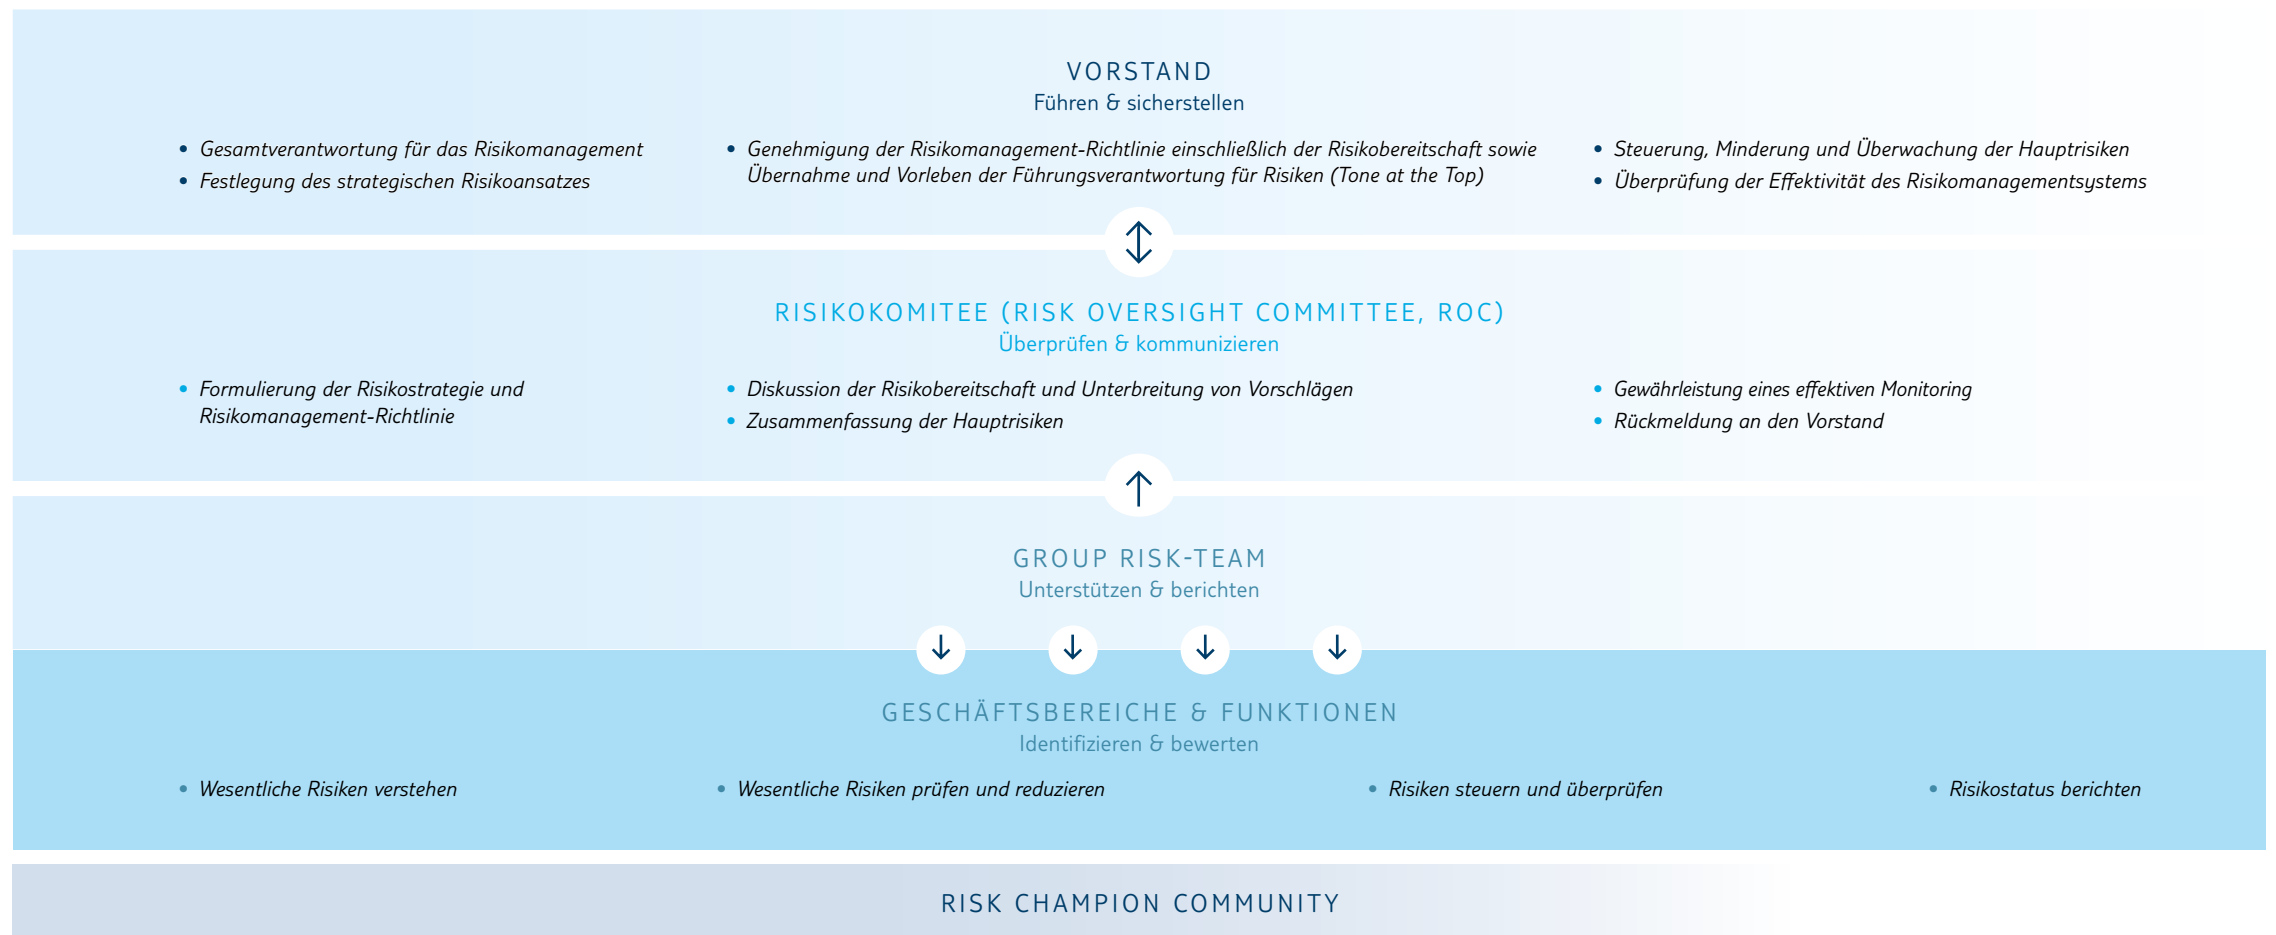 VORSTAND
Führen & sicherstellen
• Gesamtverantwortung für das Risikomanagement
• Festlegung des strategischen Risikoansatzes
• Genehmigung der Risikomanagement-Richtlinie einschließlich der Risikobereitschaft sowie
Übernahme und Vorleben der Führungsverantwortung für Risiken (Tone at the Top)
• Steuerung, Minderung und Überwachung der Hauptrisiken
• Überprüfung der Effektivität des Risikomanagementsystems
RISIKOKOMITEE (RISK OVERSIGHT COMMITTEE, ROC)
Überprüfen & kommunizieren
• Formulierung der Risikostrategie und
Risikomanagement-Richtlinie
• Diskussion der Risikobereitschaft und Unterbreitung von Vorschlägen
• Zusammenfassung der Hauptrisiken
• Gewährleistung eines effektiven Monitoring
• Rückmeldung an den Vorstand
GROUP RISK-TEAM
Unterstützen & berichten
GESCHÄFTSBEREICHE & FUNKTIONEN
Identifizieren & bewerten
• Wesentliche Risiken verstehen
• Wesentliche Risiken prüfen und reduzieren
• Risiken steuern und überprüfen
• Risikostatus berichten
RISK CHAMPION COMMUNITY